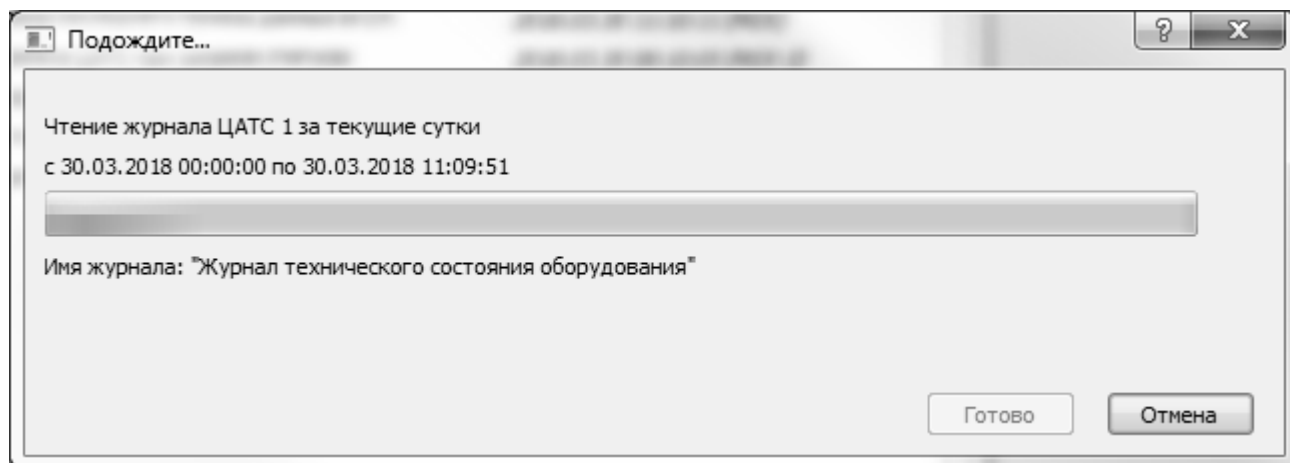 Подождите...
Чтение журнала ЦАТС 1 за текущие сутки
с 30.03.2018 00:00:00 по 30.03.2018 11:09:51
Имя журнала: "Журнал технического состояния оборудования"
Готово
Отмена